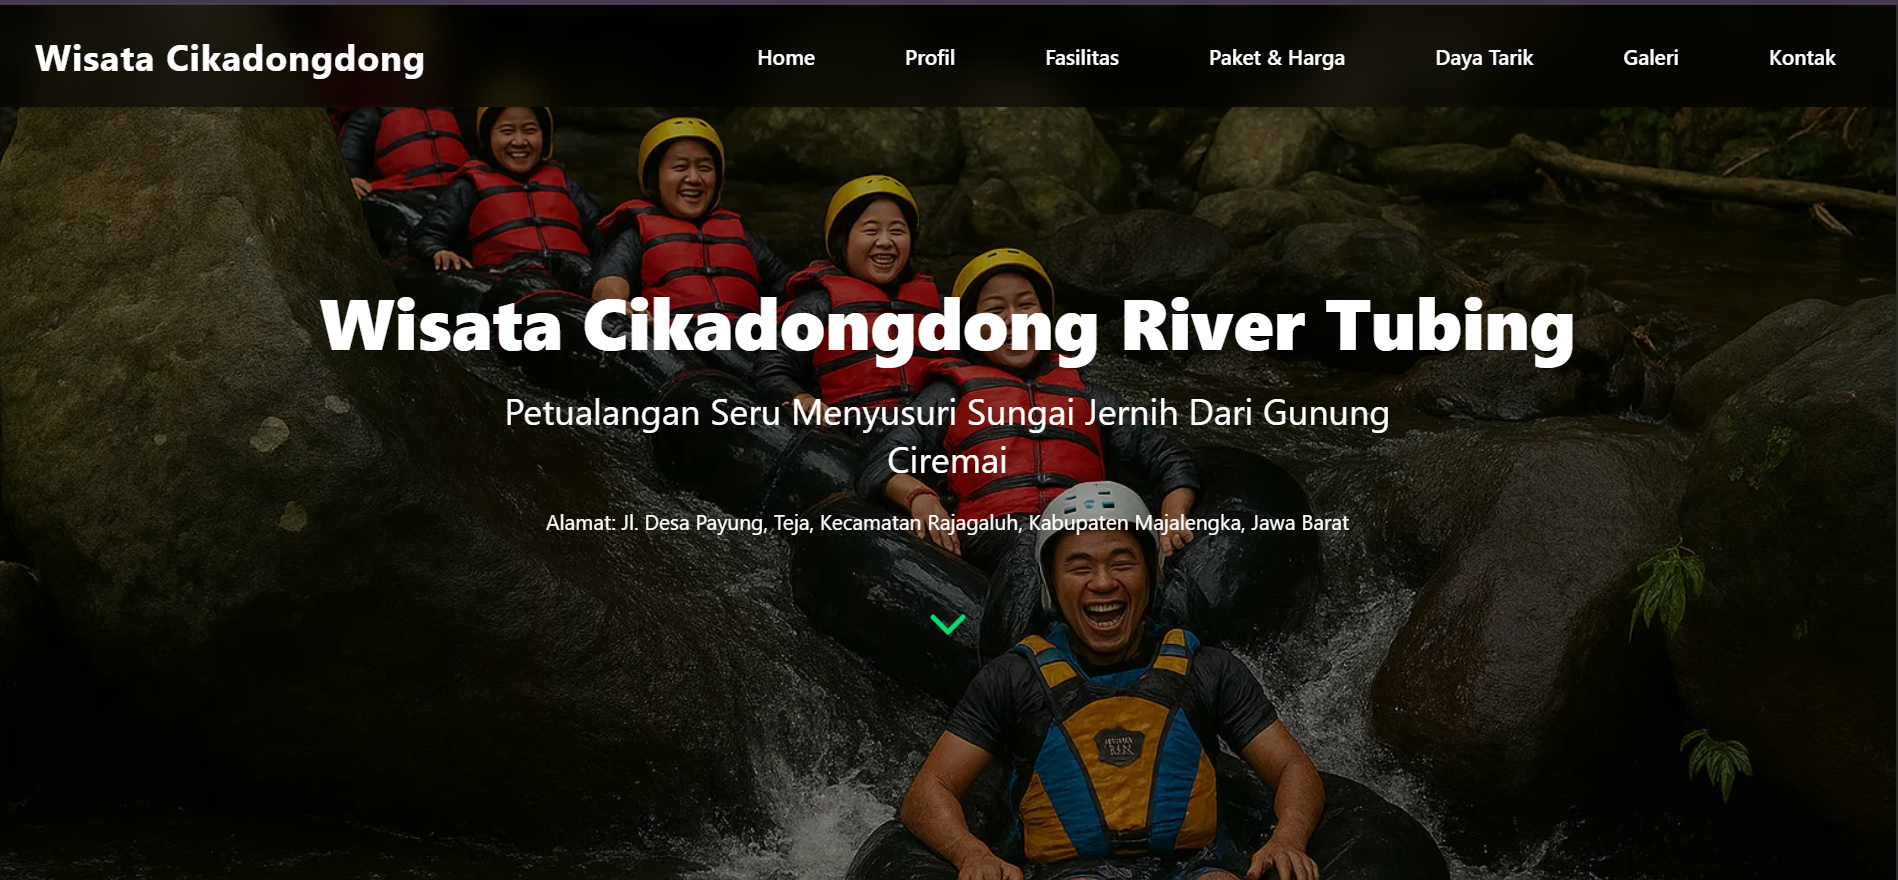 Wisata Cikadongdong
Home Profil Fasilitas Paket & Harga Daya Tarik Galeri Kontak
Wisata Cikadongdong River Tubing
Petualangan Seru Menyusuri Sungai Jernih Dari Gunung
Ciremai
Alamat: Jl. Desa Payung, Teja, Kecamatan Rajagaluh, Kabupaten Majalengka, Jawa Barat